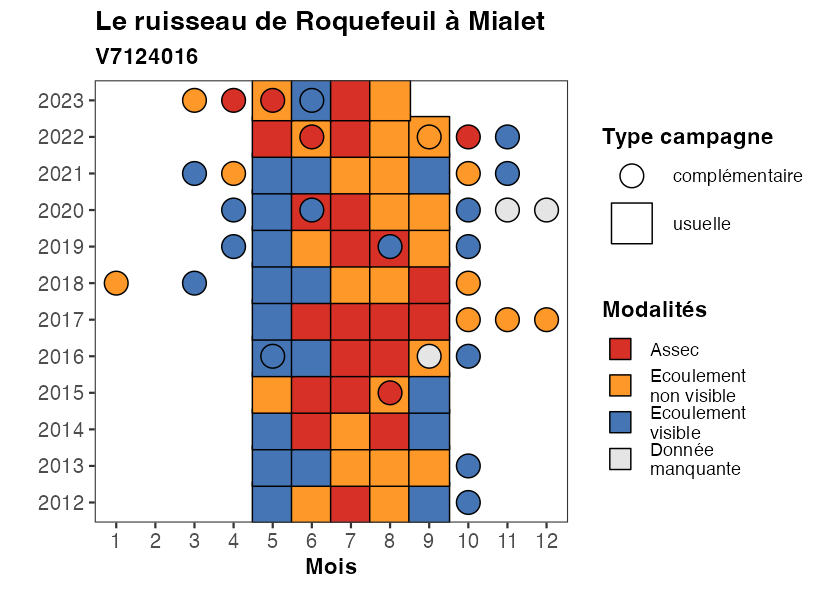 Le ruisseau de Roquefeuil à Mialet
V7124016
2023
2022
2021
2020
2019
2018
2017
2016
2015
2014
2013
2012
1 2 3 4 5 6 7 8 9 10 11 12
Mois
Type campagne
complémentaire
usuelle
Modalités
Assec
Ecoulement
non visible
Ecoulement
visible
Donnée
manquante